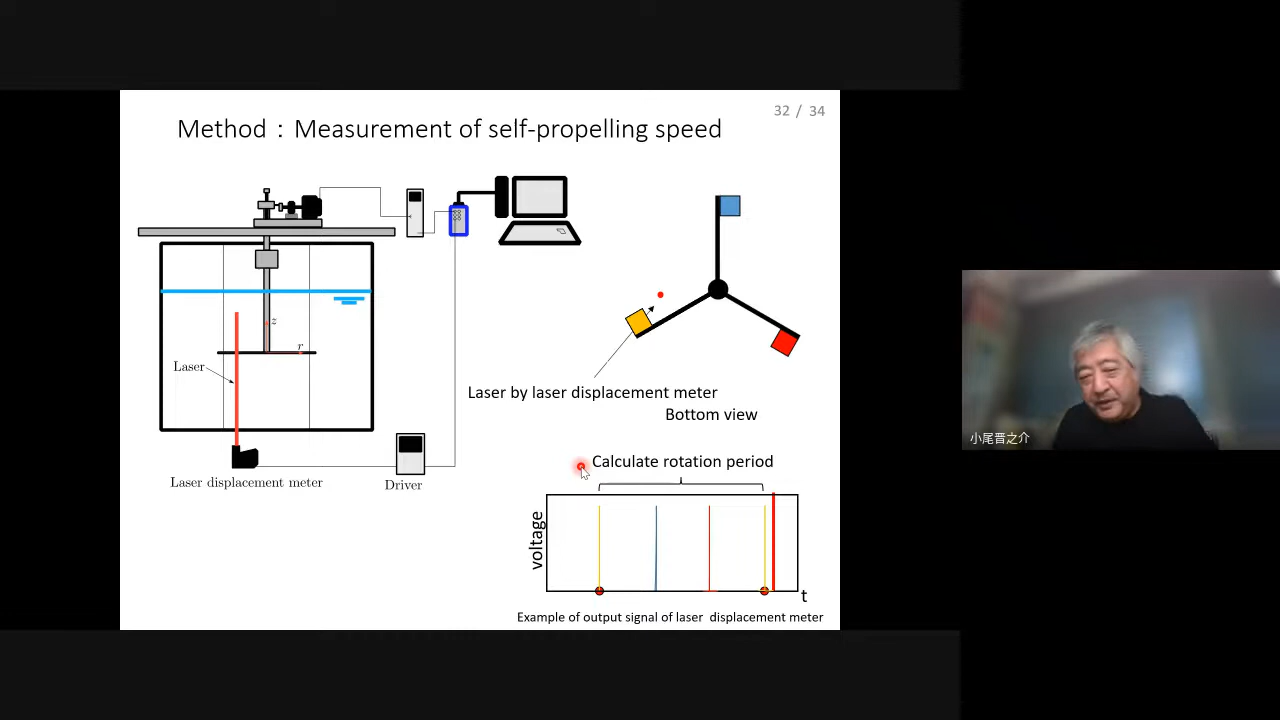 32 / 34
Method：Measurement of self-propelling speed
z
r
Laser
Laser by laser displacement meter
Bottom view
小尾晋之介
Calculate rotation period
Laser displacement meter
Driver
voltage
t
Example of output signal of laser displacement meter